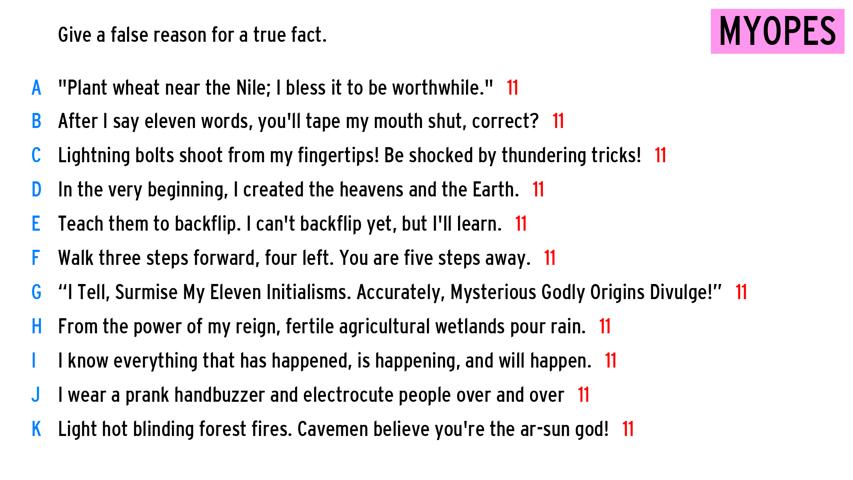 Give a false reason for a true fact.
MYOPES
A "Plant wheat near the Nile; I bless it to be worthwhile." 11
B After I say eleven words, you'll tape my mouth shut, correct? 11
C Lightning bolts shoot from my fingertips! Be shocked by thundering tricks! 11
D In the very beginning, I created the heavens and the Earth. 11
E Teach them to backflip. I can't backflip yet, but I'll learn. 11
F Walk three steps forward, four left. You are five steps away. 11
G “I Tell, Surmise My Eleven Initialisms. Accurately, Mysterious Godly Origins Divulge!” 11
H From the power of my reign, fertile agricultural wetlands pour rain. 11
I I know everything that has happened, is happening, and will happen. 11
J I wear a prank handbuzzer and electrocute people over and over 11
K Light hot blinding forest fires. Cavemen believe you're the ar-sun god! 11